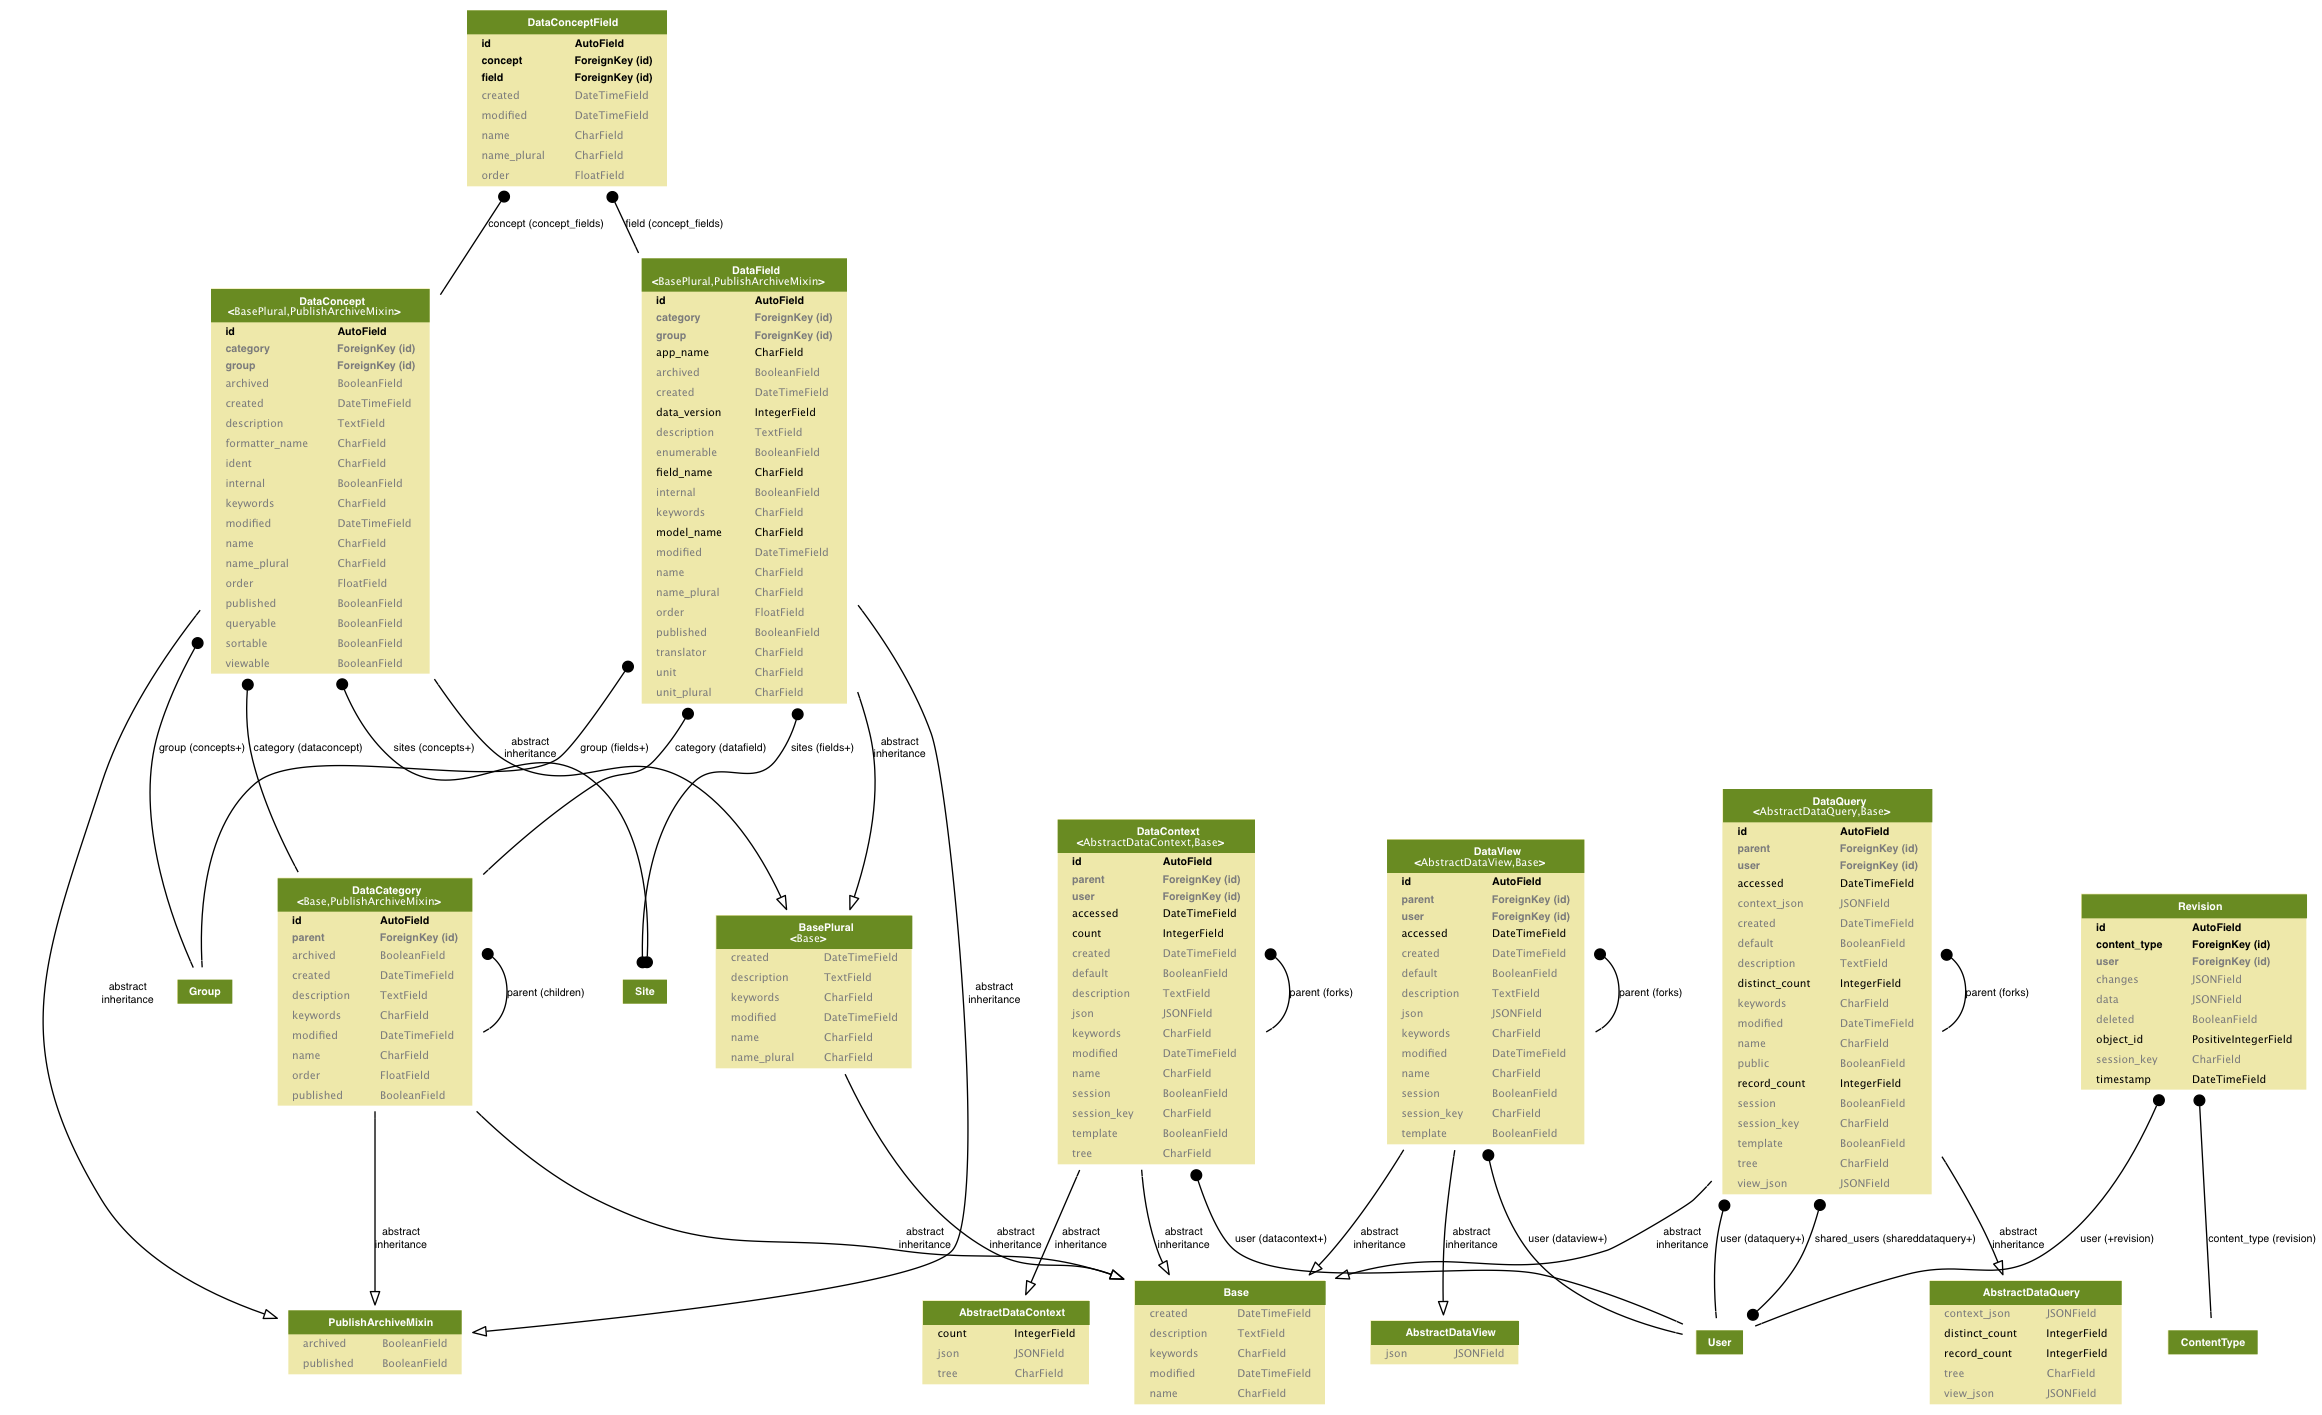 DataConceptField
id AutoField
concept ForeignKey (id)
field ForeignKey (id)
created DateTimeField
modified DateTimeField
name CharField
name_plural CharField
order FloatField
concept (concept_fields)
field (concept_fields)
DataField
<BasePlural,PublishArchiveMixin>
id AutoField
category ForeignKey (id)
group ForeignKey (id)
app_name CharField
archived BooleanField
created DateTimeField
data_version IntegerField
description TextField
enumerable BooleanField
field_name CharField
internal BooleanField
keywords CharField
model_name CharField
modified DateTimeField
name CharField
name_plural CharField
order FloatField
published BooleanField
translator CharField
unit CharField
unit_plural CharField
DataConcept
<BasePlural,PublishArchiveMixin>
id AutoField
category ForeignKey (id)
group ForeignKey (id)
archived BooleanField
created DateTimeField
description TextField
formatter_name CharField
ident CharField
internal BooleanField
keywords CharField
modified DateTimeField
name CharField
name_plural CharField
order FloatField
published BooleanField
queryable BooleanField
sortable BooleanField
viewable BooleanField
group (concepts+)
category (dataconcept)
sites (concepts+)
abstract
inheritance
group (fields+)
category (datafield)
sites (fields+)
abstract
inheritance
DataCategory
<Base,PublishArchiveMixin>
id AutoField
parent ForeignKey (id)
archived BooleanField
created DateTimeField
description TextField
keywords CharField
modified DateTimeField
name CharField
order FloatField
published BooleanField
abstract
inheritance
Group
parent (children)
Site
BasePlural
<Base>
created DateTimeField
description TextField
keywords CharField
modified DateTimeField
name CharField
name_plural CharField
abstract
inheritance
DataContext
<AbstractDataContext,Base>
id AutoField
parent ForeignKey (id)
user ForeignKey (id)
accessed DateTimeField
count IntegerField
created DateTimeField
default BooleanField
description TextField
json JSONField
keywords CharField
modified DateTimeField
name CharField
session BooleanField
session_key CharField
template BooleanField
tree CharField
parent (forks)
DataView
<AbstractDataView,Base>
id AutoField
parent ForeignKey (id)
user ForeignKey (id)
accessed DateTimeField
created DateTimeField
default BooleanField
description TextField
json JSONField
keywords CharField
modified DateTimeField
name CharField
session BooleanField
session_key CharField
template BooleanField
parent (forks)
DataQuery
<AbstractDataQuery,Base>
id AutoField
parent ForeignKey (id)
user ForeignKey (id)
accessed DateTimeField
context_json JSONField
created DateTimeField
default BooleanField
description TextField
distinct_count IntegerField
keywords CharField
modified DateTimeField
name CharField
public BooleanField
record_count IntegerField
session BooleanField
session_key CharField
template BooleanField
tree CharField
view_json JSONField
parent (forks)
Revision
id AutoField
content_type ForeignKey (id)
user ForeignKey (id)
changes JSONField
data JSONField
deleted BooleanField
object_id PositiveIntegerField
session_key CharField
timestamp DateTimeField
abstract
inheritance
abstract
inheritance
abstract
inheritance
abstract
inheritance
abstract
inheritance
user (datacontext+)
abstract
inheritance
abstract
inheritance
user (dataview+)
abstract
inheritance
user (dataquery+)
shared_users (shareddataquery+)
abstract
inheritance
user (+revision)
content_type (revision)
PublishArchiveMixin
archived BooleanField
published BooleanField
AbstractDataContext
count IntegerField
json JSONField
tree CharField
Base
created DateTimeField
description TextField
keywords CharField
modified DateTimeField
name CharField
AbstractDataView
json JSONField
User
AbstractDataQuery
context_json JSONField
distinct_count IntegerField
record_count IntegerField
tree CharField
view_json JSONField
ContentType